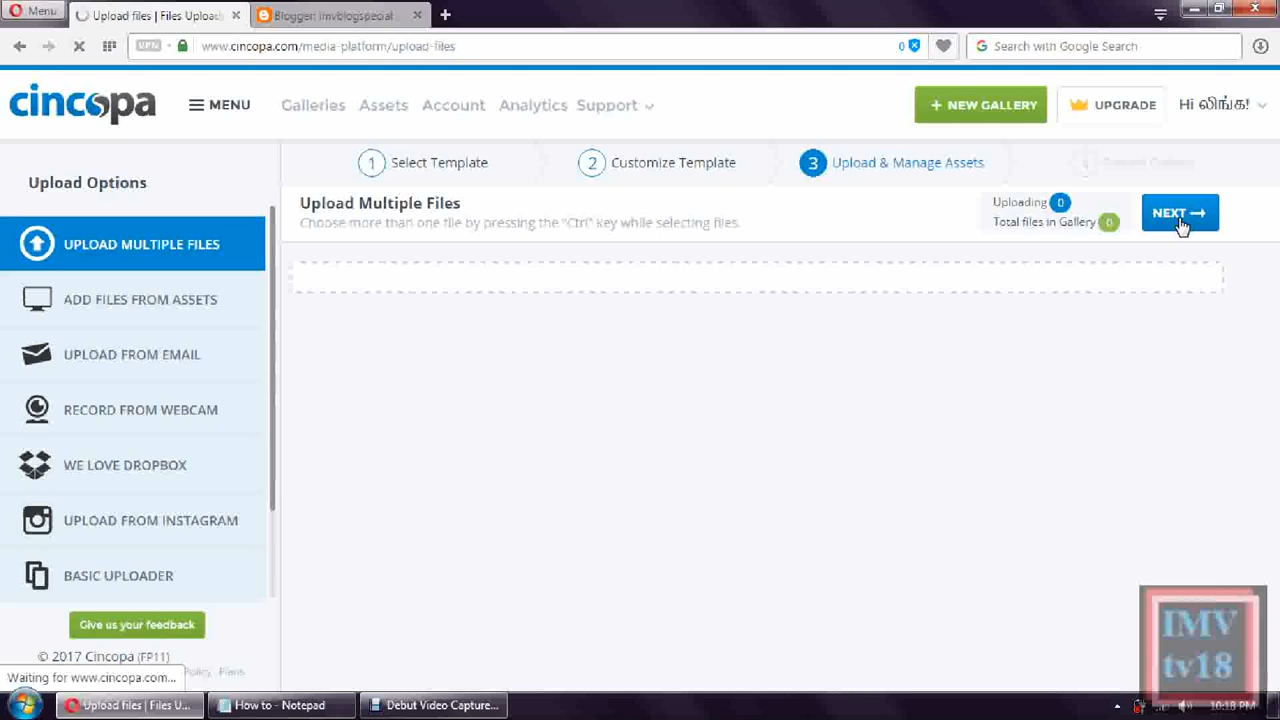 Menu
Upload files | Files Upload
Blogger: imvblogspecial
VPN
www.cincopa.com/media-platform/upload-files
0
Search with Google Search
cincopa
MENU
Galleries
Assets
Account
Analytics
Support
+ NEW GALLERY
UPGRADE
Hi லிங்க!
Upload Options
1 Select Template
2 Customize Template
3 Upload & Manage Assets
4
Upload Multiple Files
Choose more than one file by pressing the "Ctrl" key while selecting files.
Uploading 0
Total files in Gallery 0
NEXT
UPLOAD MULTIPLE FILES
ADD FILES FROM ASSETS
UPLOAD FROM EMAIL
RECORD FROM WEBCAM
WE LOVE DROPBOX
UPLOAD FROM INSTAGRAM
BASIC UPLOADER
Give us your feedback
© 2017 Cincopa (FP11)
Policy Plans
Waiting for www.cincopa.com...
IMV
tv18
Upload files | Files U...
How to - Notepad
Debut Video Capture...
10:18 PM